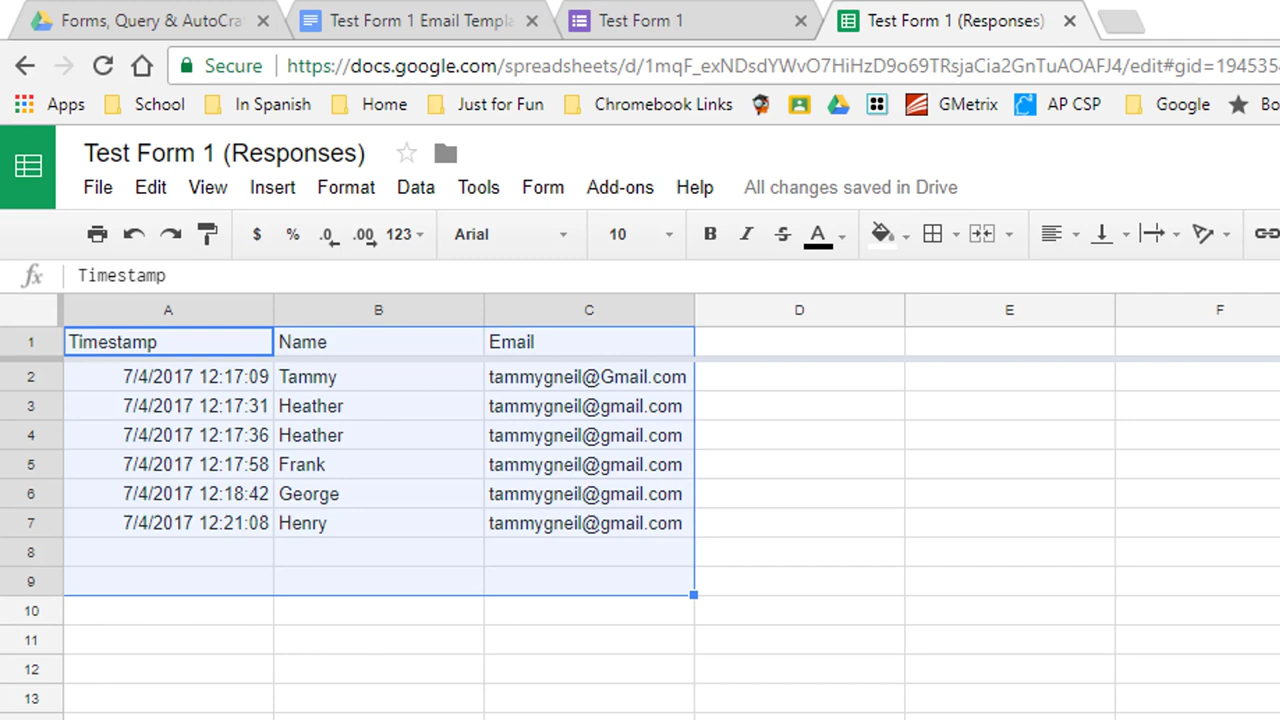 Forms, Query & AutoCra
Test Form 1 Email Templa
Test Form 1
Test Form 1 (Responses)
Secure https://docs.google.com/spreadsheets/d/1mqF_exNDsdYWvO7HiHzD9o69TRsjaCia2GnTuAOAFJ4/edit#gid=1945354
Apps School In Spanish Home Just for Fun Chromebook Links GMetrix AP CSP Google Bo
Test Form 1 (Responses)
File Edit View Insert Format Data Tools Form Add-ons Help All changes saved in Drive
$ % .0 .00 123 Arial 10 B I S A
fx Timestamp
A B C D E F
1 Timestamp Name Email
2 7/4/2017 12:17:09 Tammy tammygneil@Gmail.com
3 7/4/2017 12:17:31 Heather tammygneil@gmail.com
4 7/4/2017 12:17:36 Heather tammygneil@gmail.com
5 7/4/2017 12:17:58 Frank tammygneil@gmail.com
6 7/4/2017 12:18:42 George tammygneil@gmail.com
7 7/4/2017 12:21:08 Henry tammygneil@gmail.com
8
9
10
11
12
13